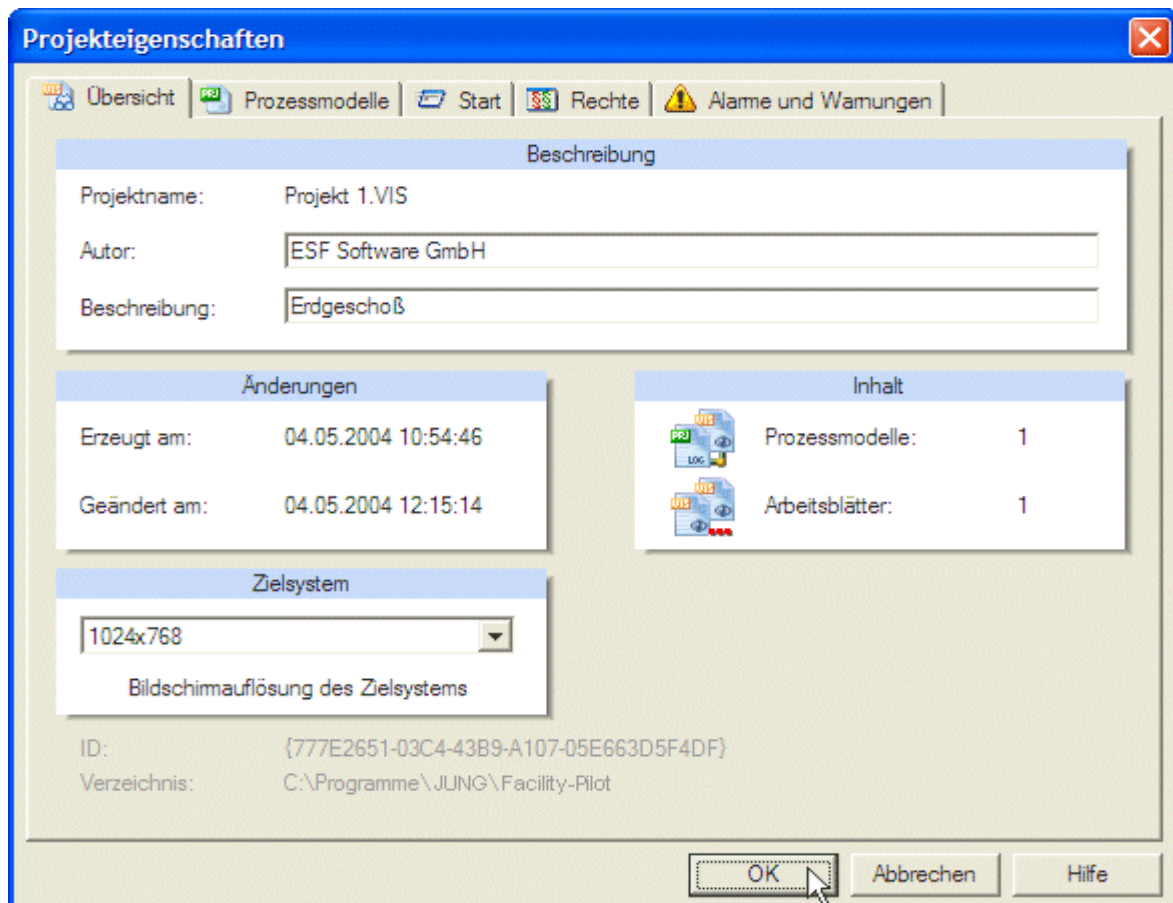 Projekteigenschaften
Übersicht Prozessmodelle Start Rechte Alarme und Warnungen
Beschreibung
Projektname: Projekt 1.VIS
Autor: ESF Software GmbH
Beschreibung: Erdgeschoß
Änderungen
Erzeugt am: 04.05.2004 10:54:46
Geändert am: 04.05.2004 12:15:14
Inhalt
Prozessmodelle: 1
Arbeitsblätter: 1
Zielsystem
1024x768
Bildschirmauflösung des Zielsystems
ID: {777E2651-03C4-43B9-A107-05E663D5F4DF}
Verzeichnis: C:\Programme\JUNG\Facility-Pilot
OK Abbrechen Hilfe